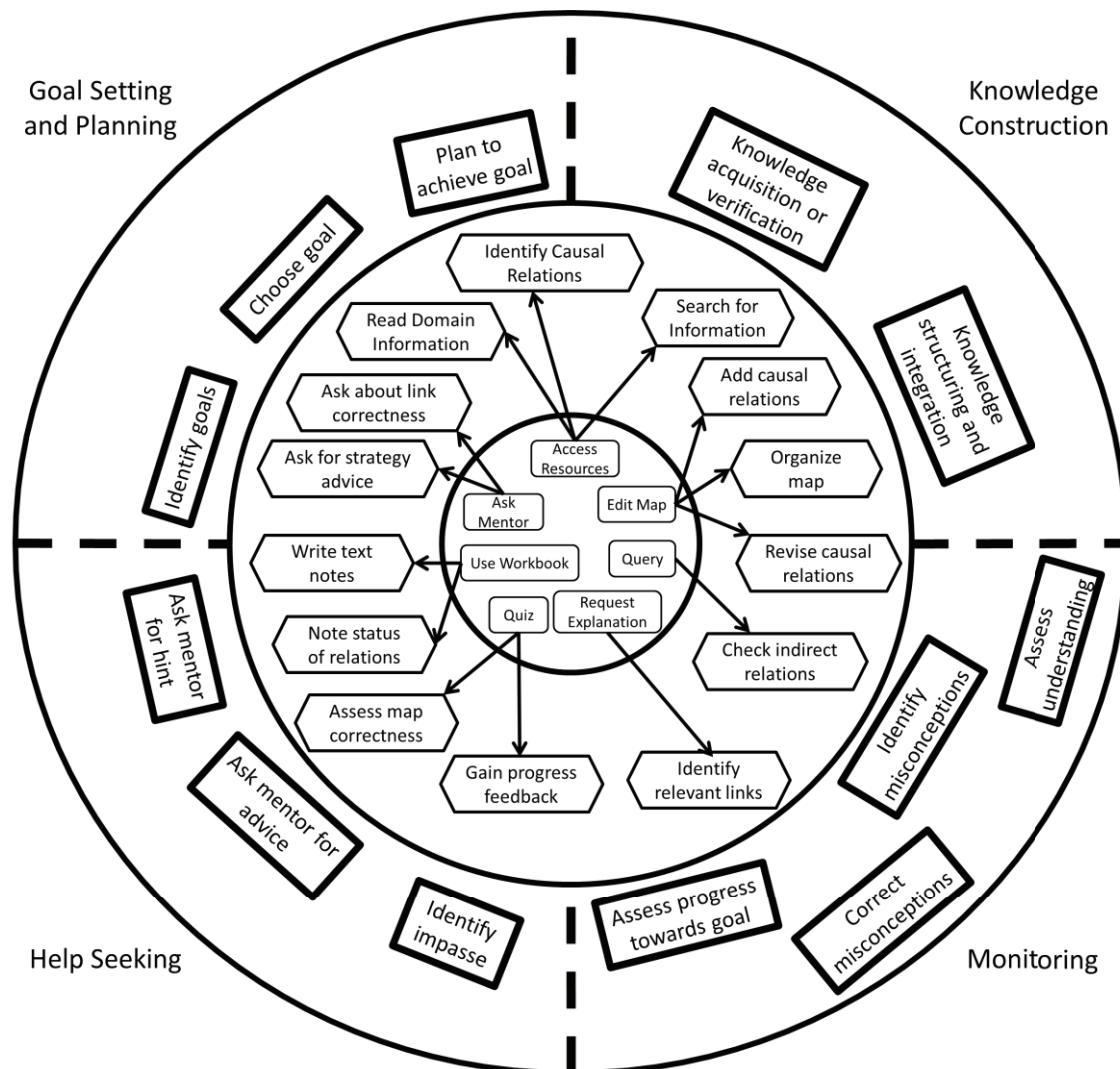 Goal Setting
and Planning
Knowledge
Construction
Plan to
achieve goal
Choose goal
Identify goals
Knowledge
acquisition or
verification
Knowledge
structuring and
integration
Identify Causal
Relations
Read Domain
Information
Search for
Information
Ask about link
correctness
Add causal
relations
Ask for strategy
advice
Organize
map
Access
Resources
Ask
Mentor
Edit Map
Write text
notes
Use Workbook
Query
Revise causal
relations
Quiz
Request
Explanation
Note status
of relations
Check indirect
relations
Assess map
correctness
Gain progress
feedback
Identify
relevant links
Ask mentor
for hint
Ask mentor for
advice
Identify
impasse
Assess
understanding
Identify
misconceptions
Correct
misconceptions
Assess progress
towards goal
Help Seeking
Monitoring